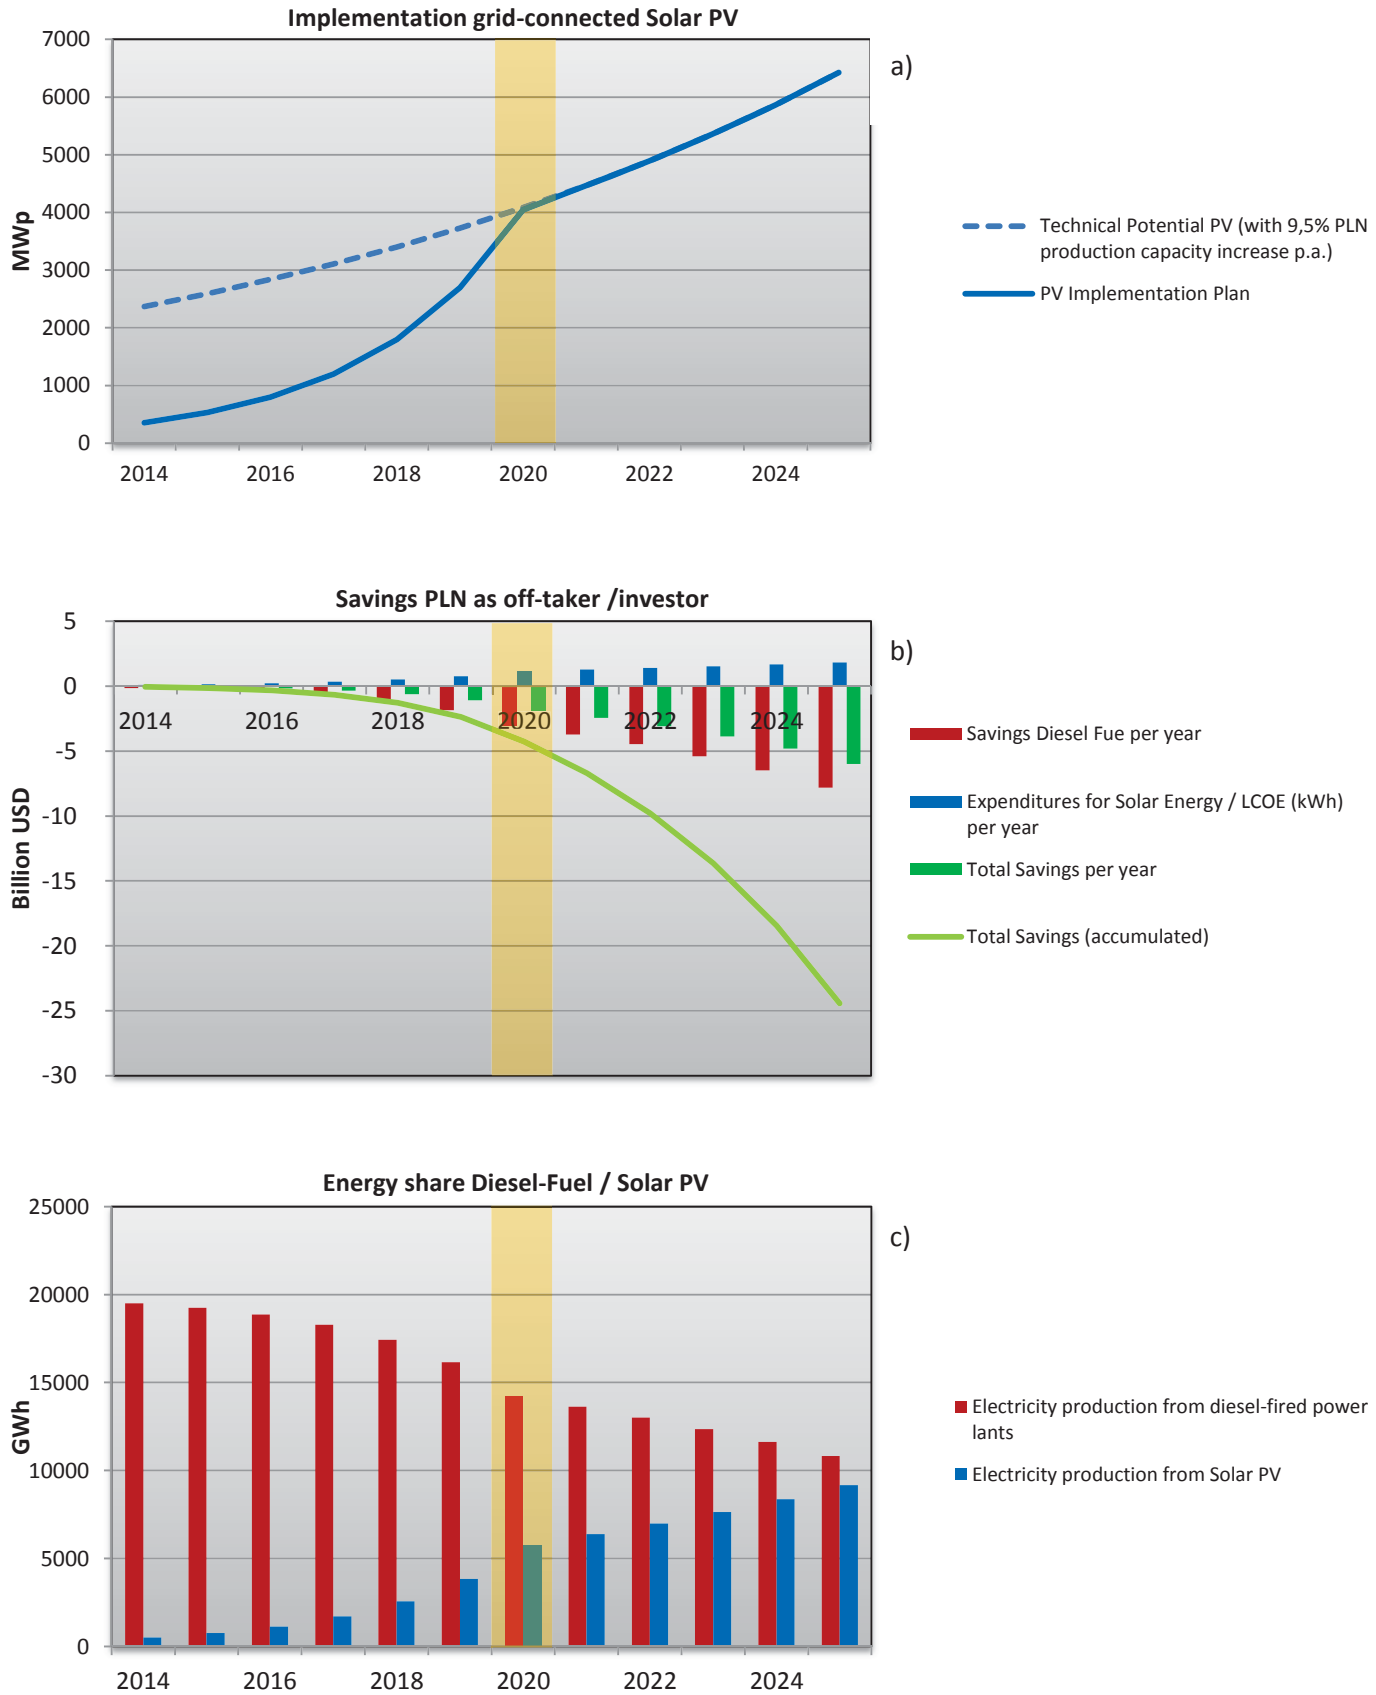 Implementation grid-connected Solar PV
7000
6000
5000
4000
3000
2000
1000
0
MWp
2014
2016
2018
2020
2022
2024
a)
Technical Potential PV (with 9,5% PLN
production capacity increase p.a.)
PV Implementation Plan
Savings PLN as off-taker /investor
5
0
-5
-10
-15
-20
-25
-30
Billion USD
2014
2016
2018
2020
2022
2024
b)
Savings Diesel Fue per year
Expenditures for Solar Energy / LCOE (kWh)
per year
Total Savings per year
Total Savings (accumulated)
Energy share Diesel-Fuel / Solar PV
25000
20000
15000
10000
5000
0
GWh
2014
2016
2018
2020
2022
2024
c)
Electricity production from diesel-fired power
lants
Electricity production from Solar PV